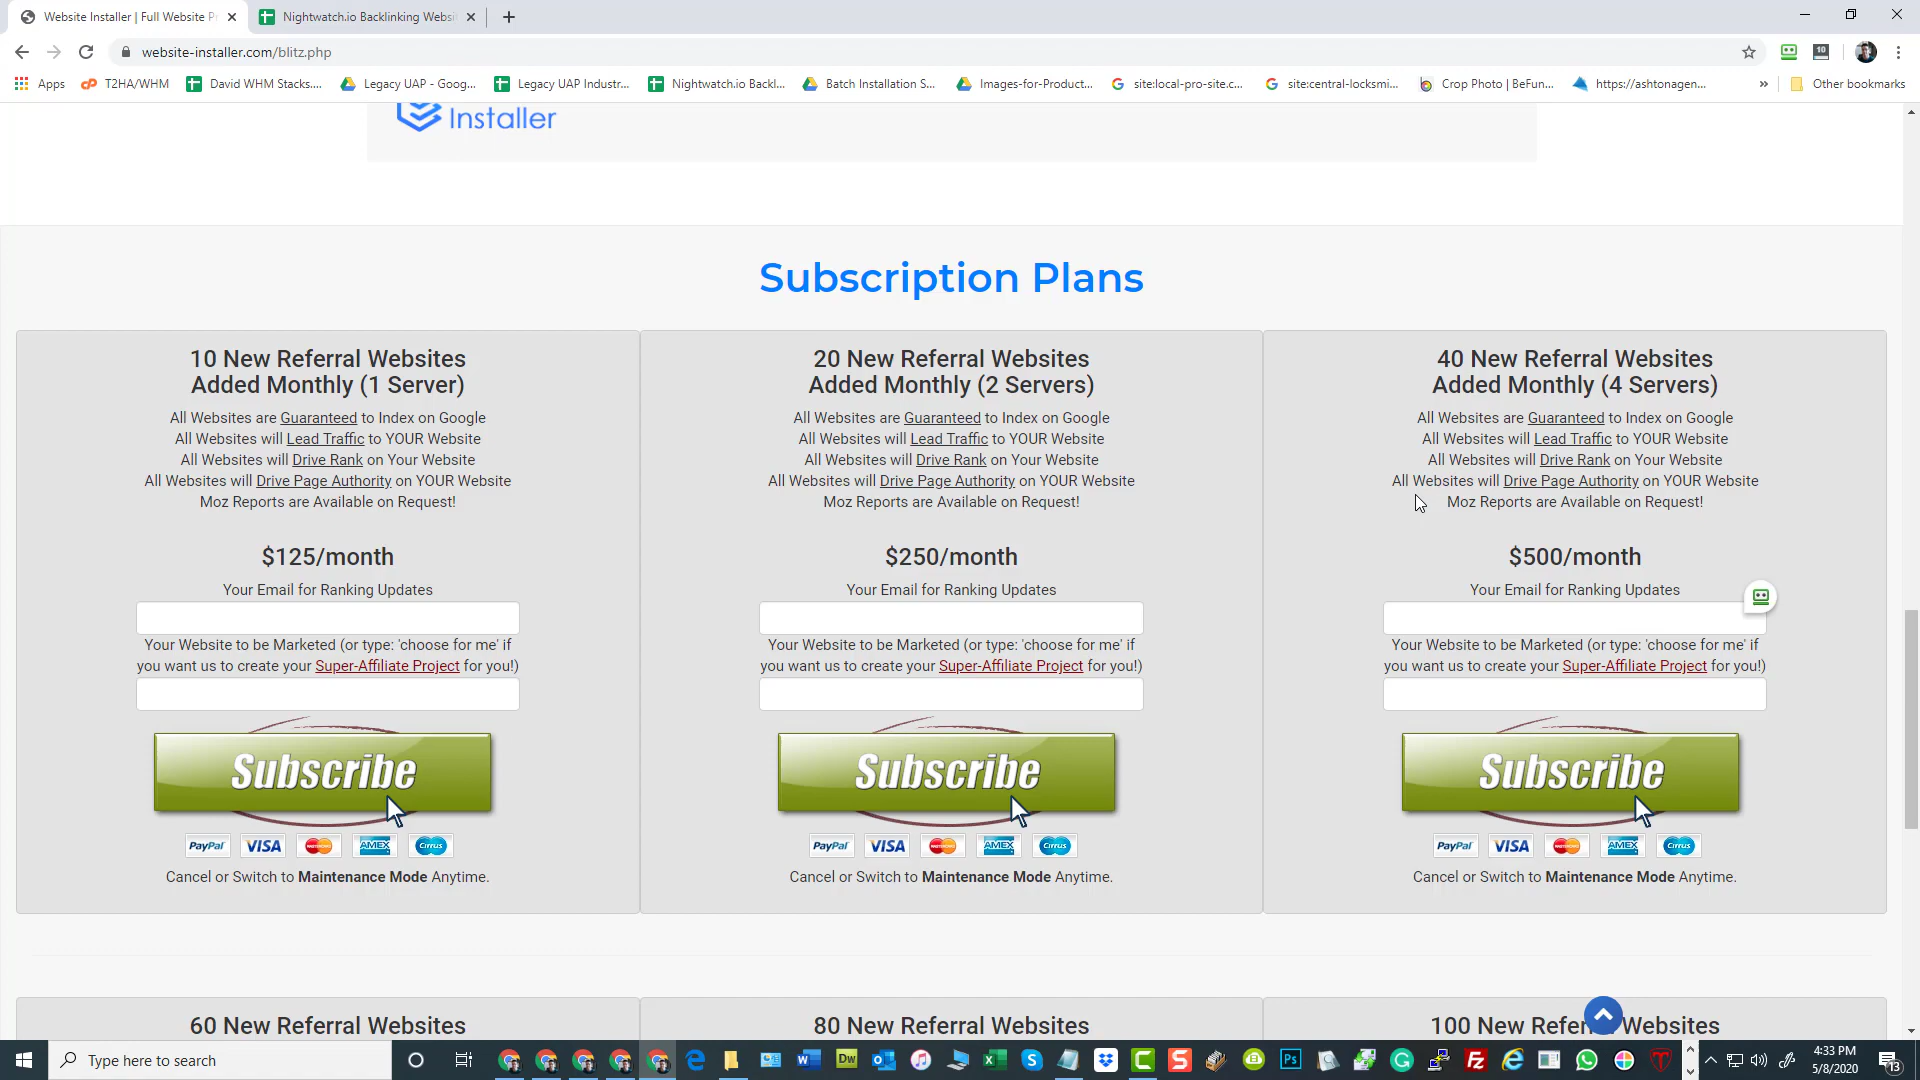 Website Installer | Full Website P
Nightwatch.io Backlinking Websi
website-installer.com/blitz.php
10
Apps
T2HA/WHM
David WHM Stacks....
Legacy UAP - Goog...
Legacy UAP Industr...
Nightwatch.io Backl...
Batch Installation S...
Images-for-Product...
site:local-pro-site.c...
site:central-locksmi...
Crop Photo | BeFun...
https://ashtonagen...
»
Other bookmarks
Installer
Subscription Plans
10 New Referral Websites
Added Monthly (1 Server)
All Websites are Guaranteed to Index on Google
All Websites will Lead Traffic to YOUR Website
All Websites will Drive Rank on Your Website
All Websites will Drive Page Authority on YOUR Website
Moz Reports are Available on Request!
$125/month
Your Email for Ranking Updates
Your Website to be Marketed (or type: 'choose for me' if
you want us to create your Super-Affiliate Project for you!)
Subscribe
PayPal VISA MasterCard AMEX Cirrus
Cancel or Switch to Maintenance Mode Anytime.
20 New Referral Websites
Added Monthly (2 Servers)
All Websites are Guaranteed to Index on Google
All Websites will Lead Traffic to YOUR Website
All Websites will Drive Rank on Your Website
All Websites will Drive Page Authority on YOUR Website
Moz Reports are Available on Request!
$250/month
Your Email for Ranking Updates
Your Website to be Marketed (or type: 'choose for me' if
you want us to create your Super-Affiliate Project for you!)
Subscribe
PayPal VISA MasterCard AMEX Cirrus
Cancel or Switch to Maintenance Mode Anytime.
40 New Referral Websites
Added Monthly (4 Servers)
All Websites are Guaranteed to Index on Google
All Websites will Lead Traffic to YOUR Website
All Websites will Drive Rank on Your Website
All Websites will Drive Page Authority on YOUR Website
Moz Reports are Available on Request!
$500/month
Your Email for Ranking Updates
Your Website to be Marketed (or type: 'choose for me' if
you want us to create your Super-Affiliate Project for you!)
Subscribe
PayPal VISA MasterCard AMEX Cirrus
Cancel or Switch to Maintenance Mode Anytime.
60 New Referral Websites
80 New Referral Websites
100 New Refer Websites
Type here to search
Dw
Ps
Fz
4:33 PM
5/8/2020
13